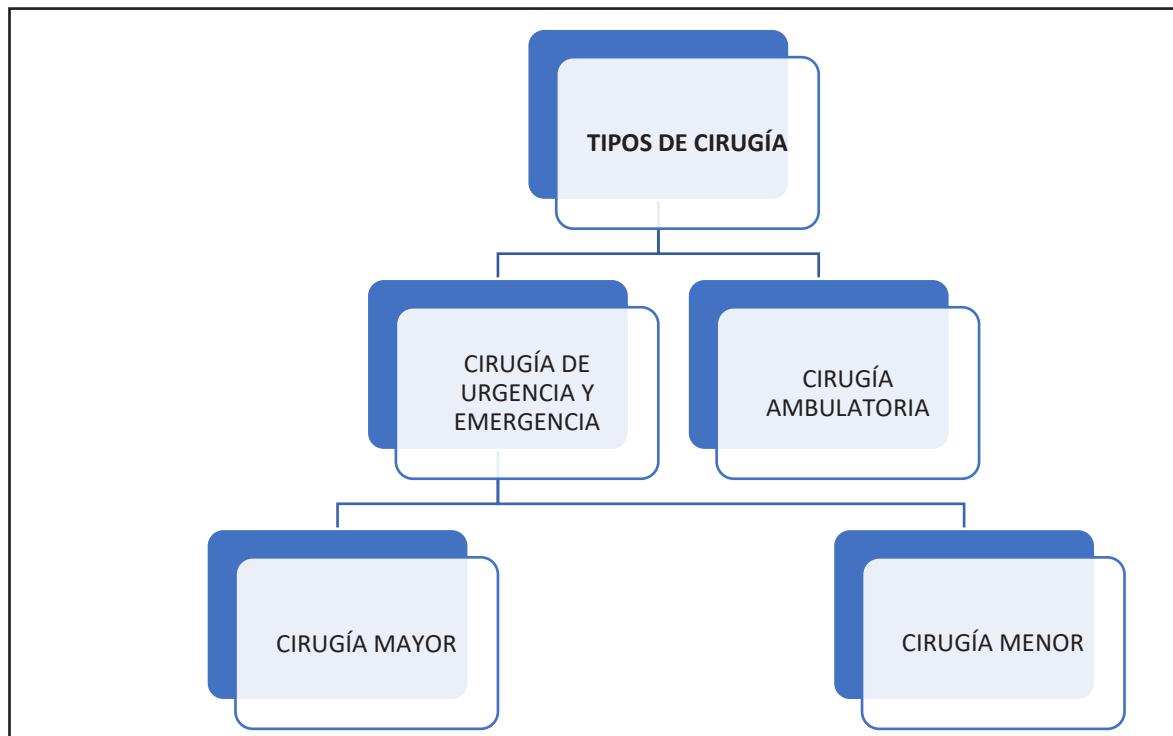 TIPOS DE CIRUGÍA
CIRUGÍA DE
URGENCIA Y
EMERGENCIA
CIRUGÍA
AMBULATORIA
CIRUGÍA MAYOR
CIRUGÍA MENOR